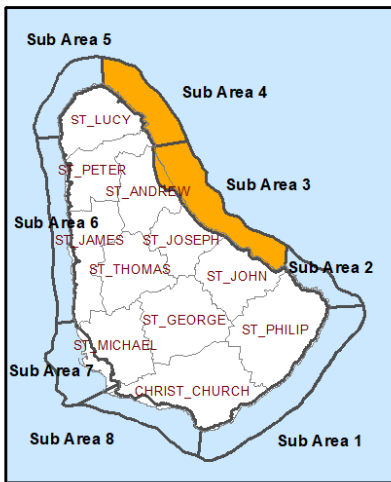 Sub Area 5
Sub Area 4
ST_LUCY
ST_PETER
Sub Area 3
ST_ANDREW
Sub Area 6
ST_JAMES
ST_JOSEPH
ST_THOMAS
ST_JOHN
Sub Area 2
ST_GEORGE
ST_PHILIP
ST_MICHAEL
Sub Area 7
CHRIST_CHURCH
Sub Area 8
Sub Area 1